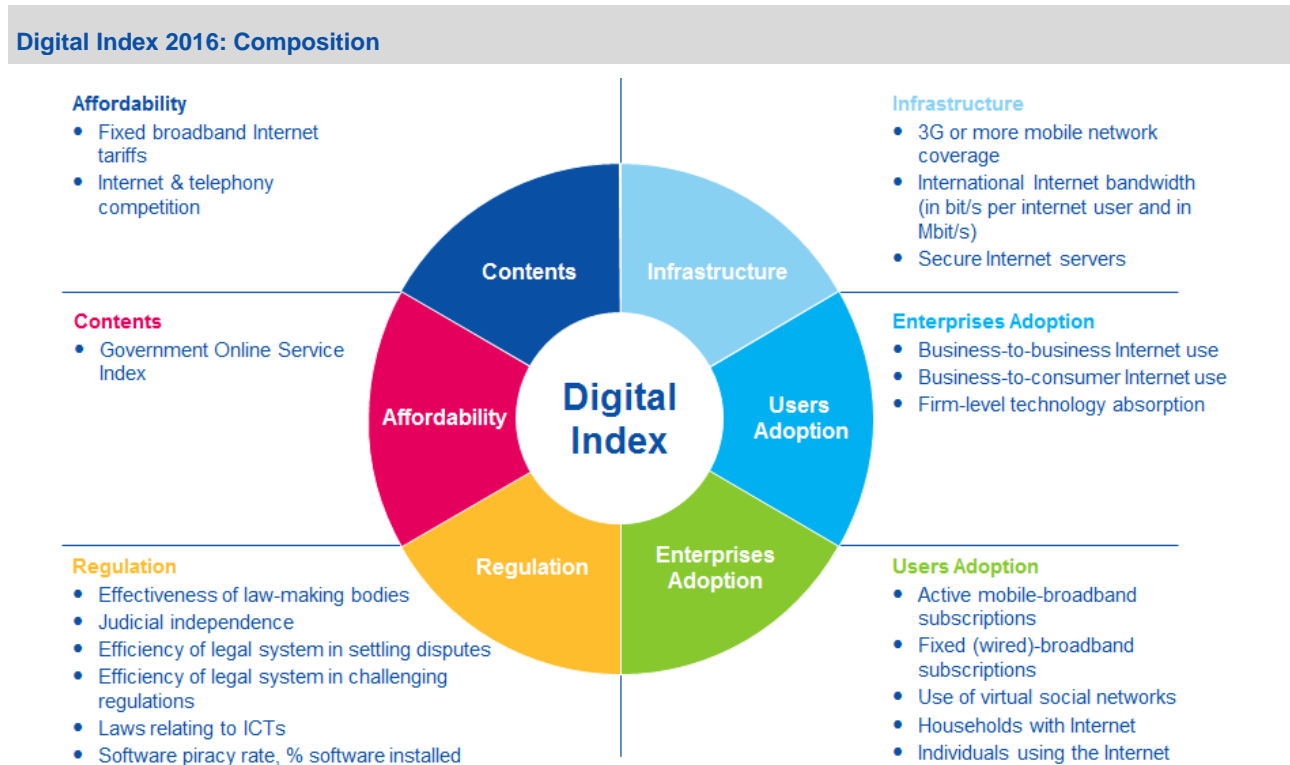 Digital Index 2016: Composition
Affordability
• Fixed broadband Internet
tariffs
• Internet & telephony
competition
Contents
• Government Online Service
Index
Regulation
• Effectiveness of law-making bodies
• Judicial independence
• Efficiency of legal system in settling disputes
• Efficiency of legal system in challenging
regulations
• Laws relating to ICTs
• Software piracy rate, % software installed
Contents
Infrastructure
Affordability
Digital
Index
Users
Adoption
Regulation
Enterprises
Adoption
Infrastructure
• 3G or more mobile network
coverage
• International Internet bandwidth
(in bit/s per internet user and in
Mbit/s)
• Secure Internet servers
Enterprises Adoption
• Business-to-business Internet use
• Business-to-consumer Internet use
• Firm-level technology absorption
Users Adoption
• Active mobile-broadband
subscriptions
• Fixed (wired)-broadband
subscriptions
• Use of virtual social networks
• Households with Internet
• Individuals using the Internet